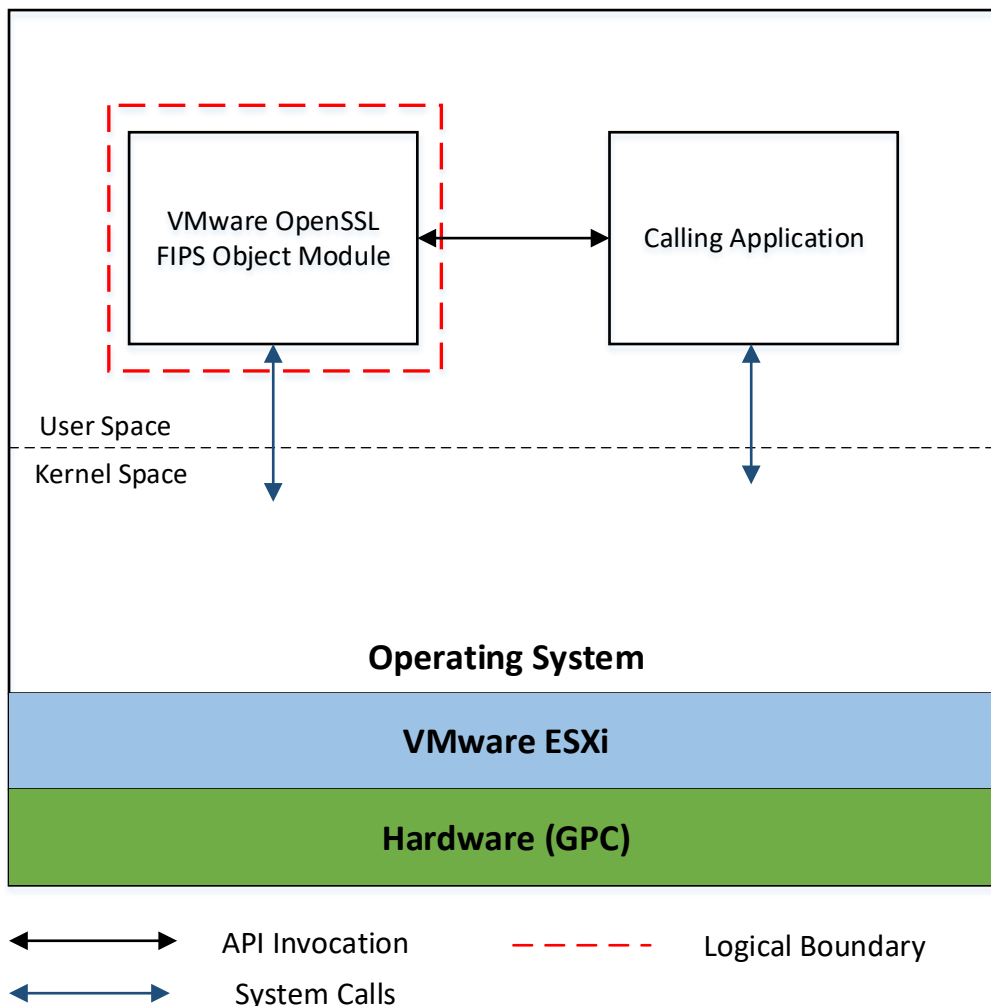 VMware OpenSSL
FIPS Object Module
Calling Application
User Space
Kernel Space
Operating System
VMware ESXi
Hardware (GPC)
API Invocation
Logical Boundary
System Calls